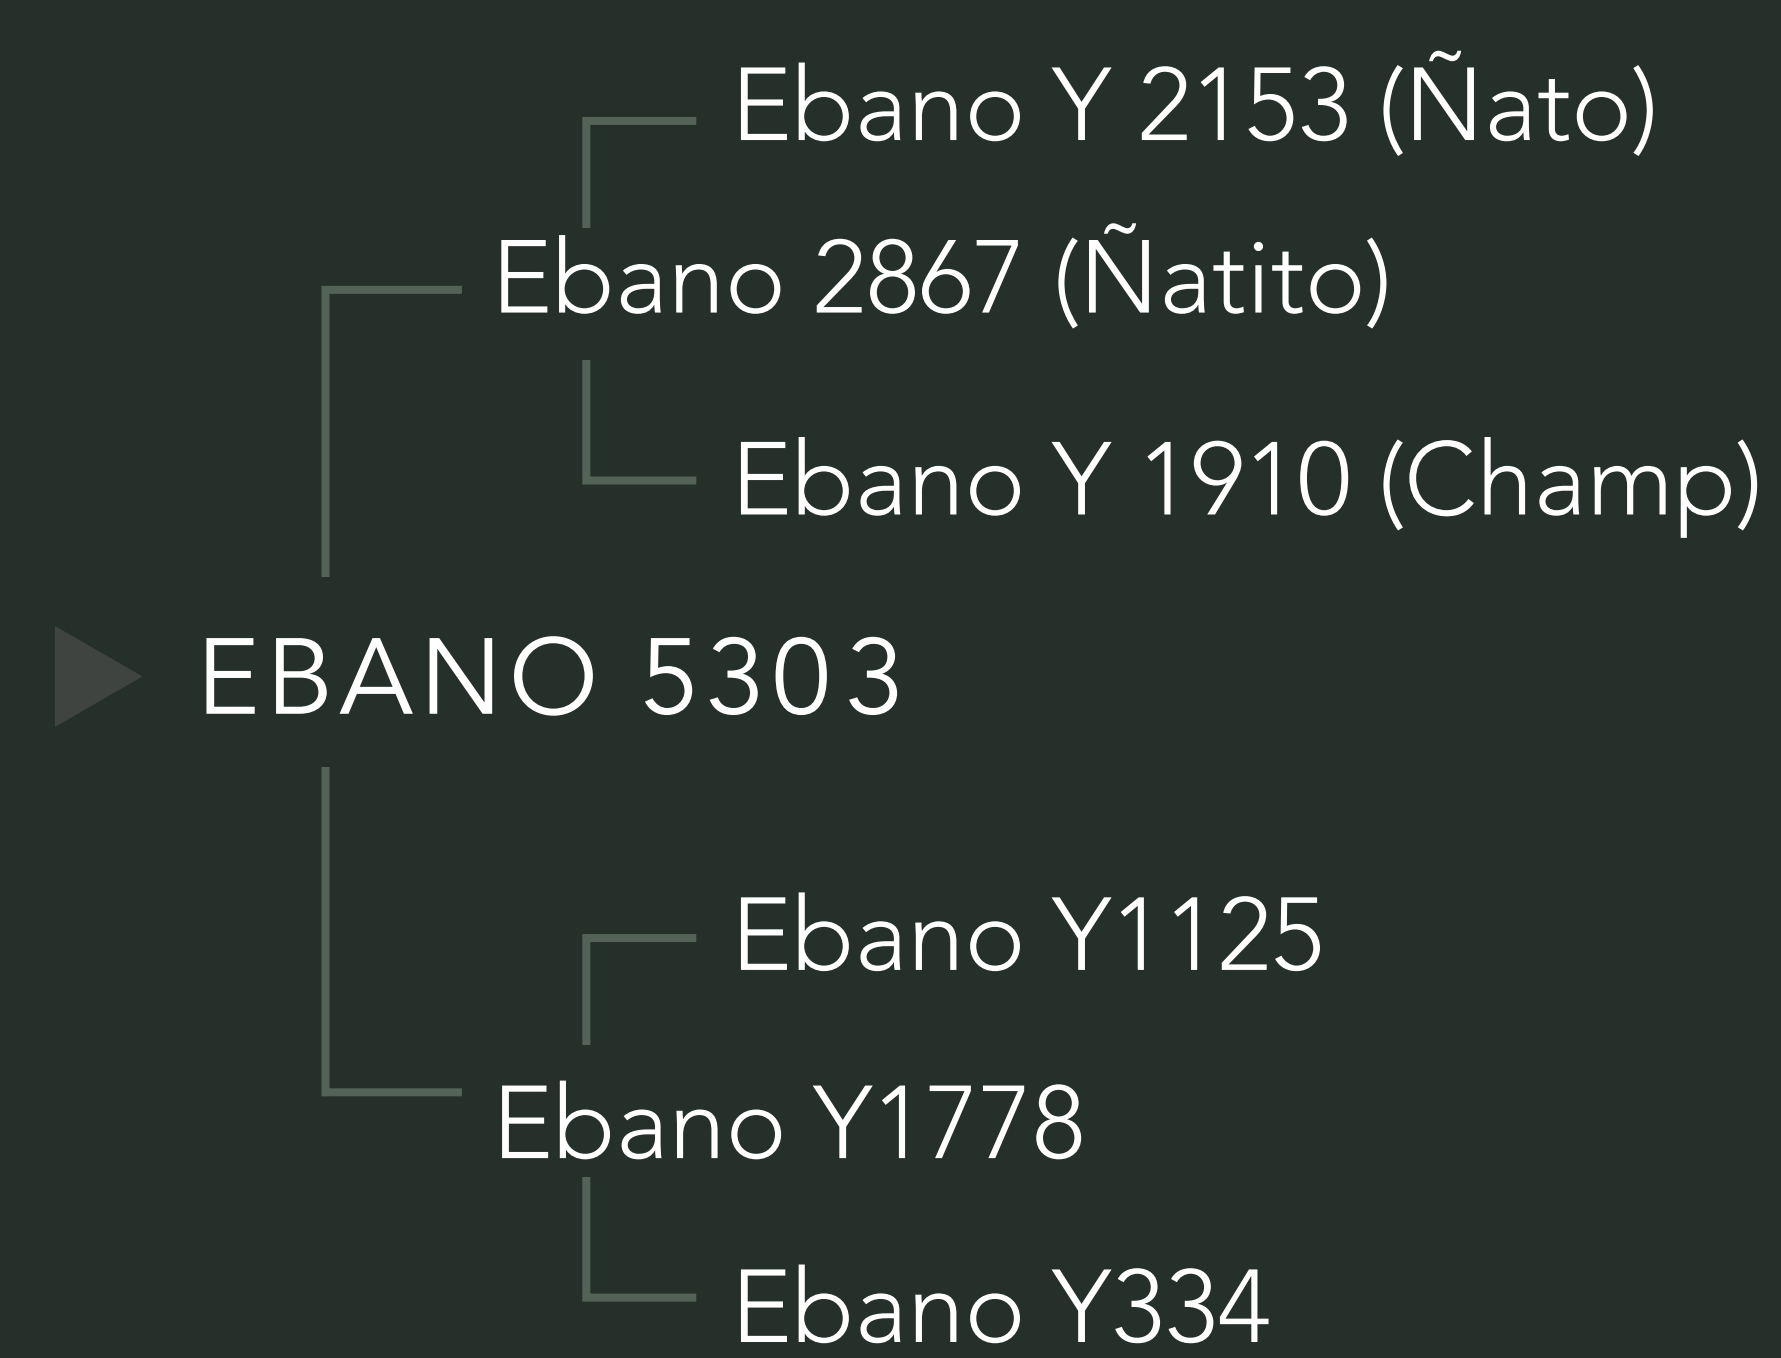 Ebano Y 2153 (Ñato)
Ebano 2867 (Ñatito)
Ebano Y 1910 (Champ)
EBANO 5303
Ebano Y1125
Ebano Y1778
Ebano Y334